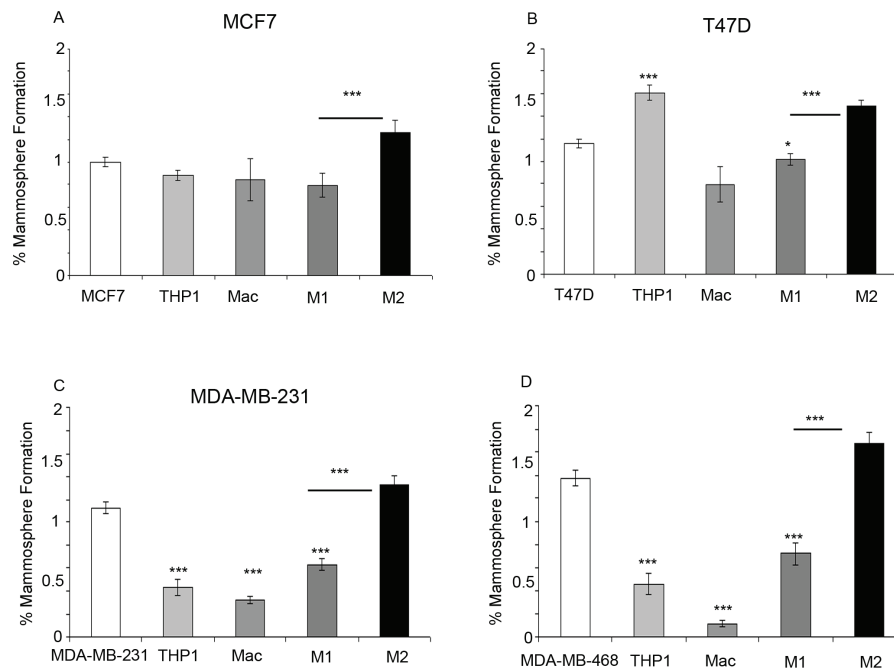 A
MCF7
% Mammosphere Formation
2
1.5
1
0.5
0
***
MCF7 THP1 Mac M1 M2
B
T47D
% Mammosphere Formation
2
1.5
1
0.5
0
***
***
*
T47D THP1 Mac M1 M2
C
MDA-MB-231
% Mammosphere Formation
2
1.5
1
0.5
0
***
***
***
***
MDA-MB-231 THP1 Mac M1 M2
D
% Mammosphere Formation
2
1.5
1
0.5
0
***
***
***
***
MDA-MB-468 THP1 Mac M1 M2